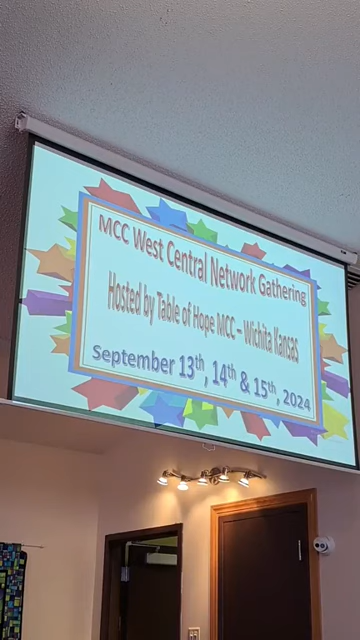 MCC West Central Network Gathering
Hosted by Table of Hope MCC – Wichita Kansas
September 13th, 14th & 15th, 2024